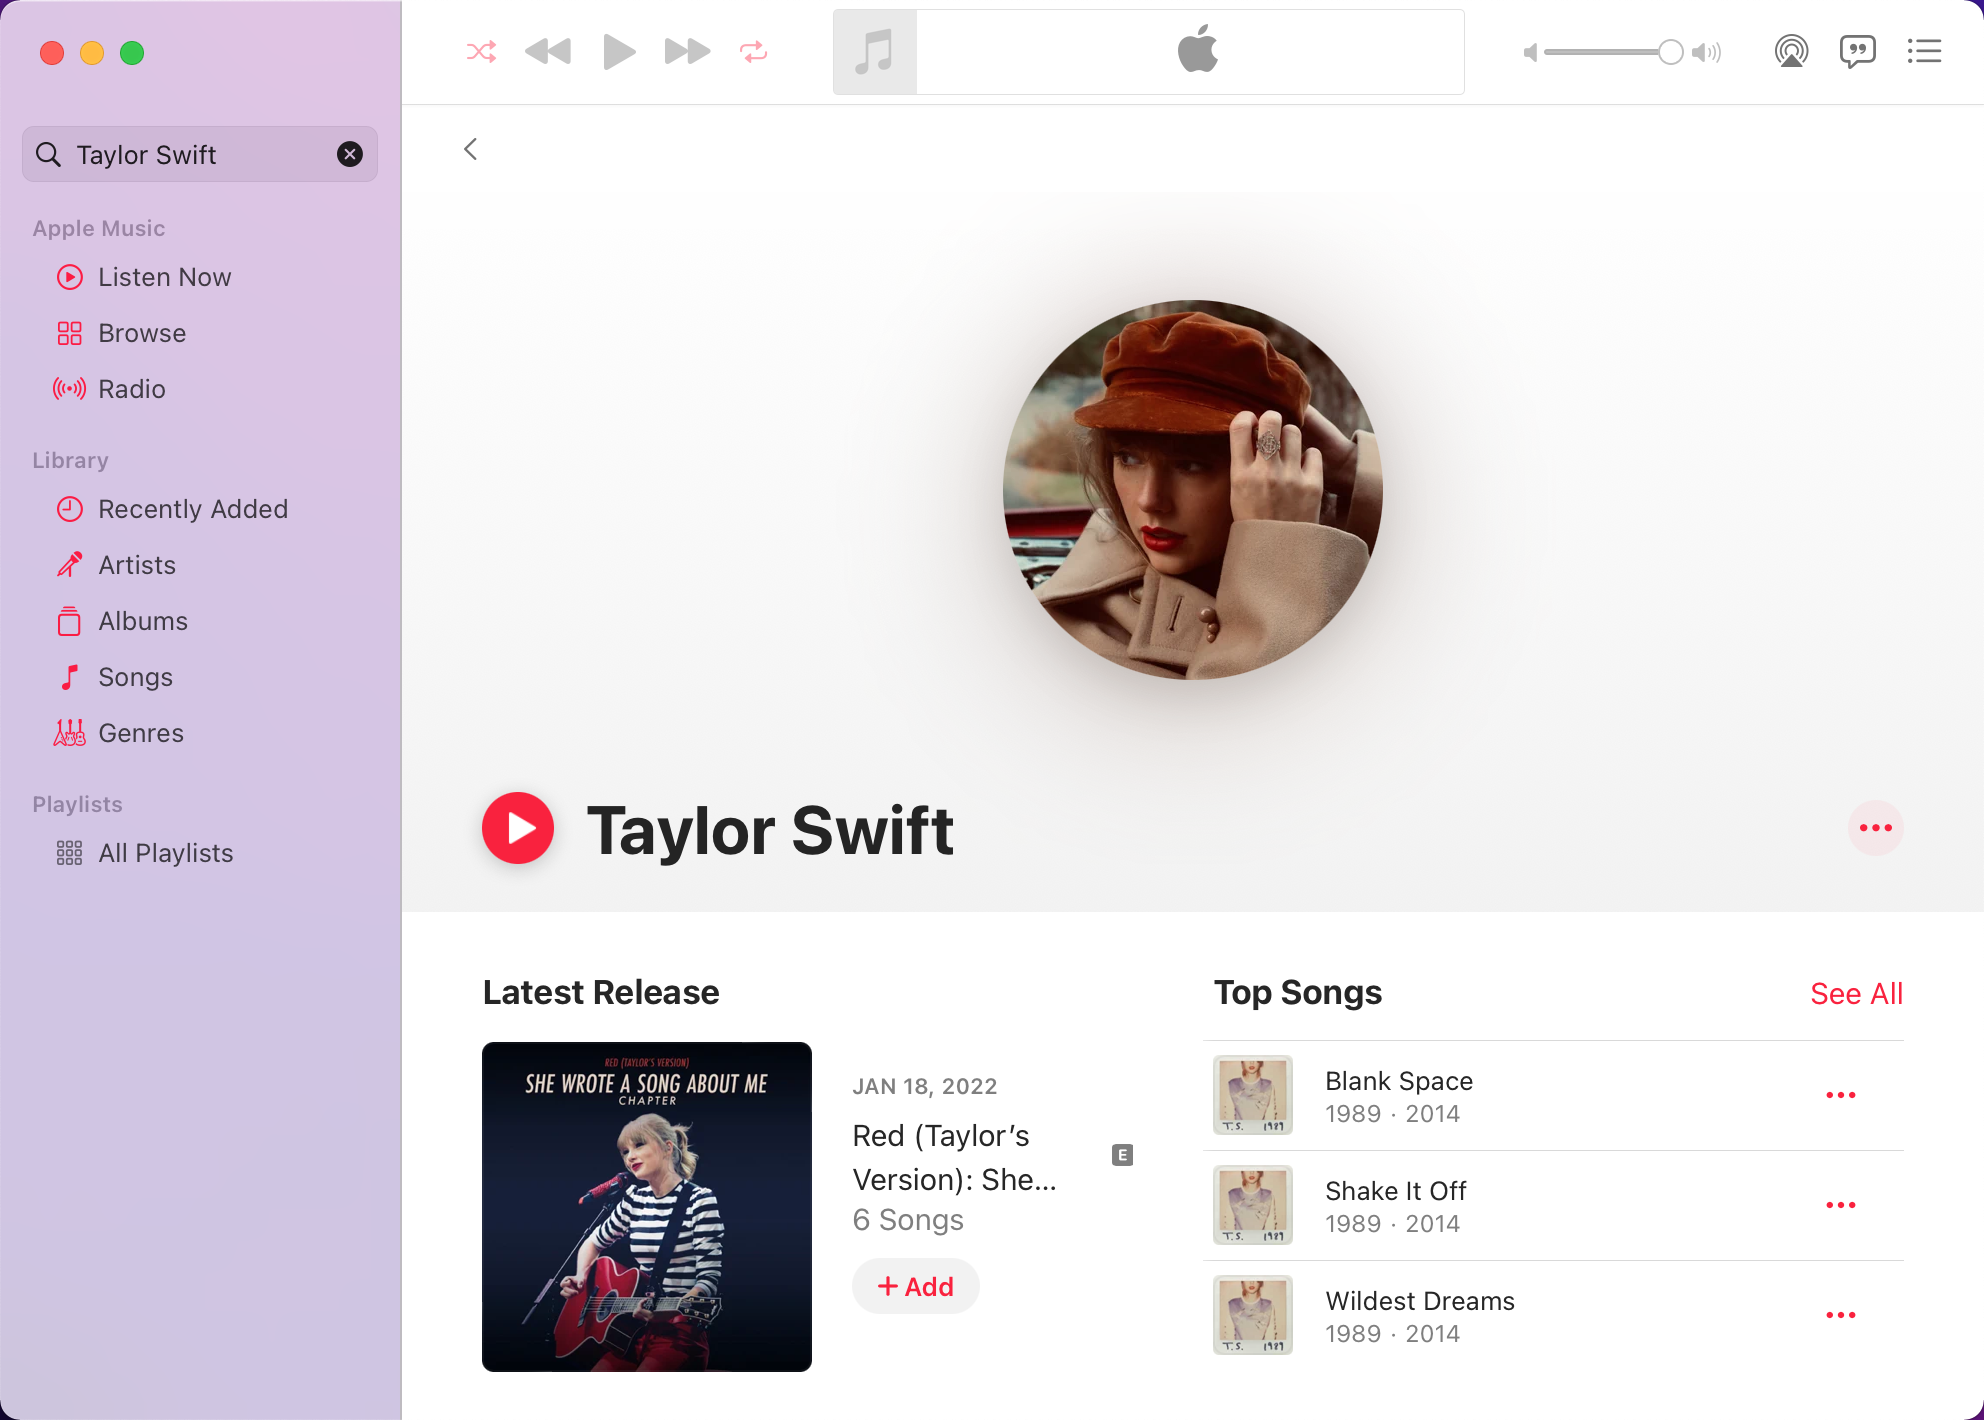 Taylor Swift
Apple Music
Listen Now
Browse
Radio
Library
Recently Added
Artists
Albums
Songs
Genres
Playlists
All Playlists
Taylor Swift
Latest Release
RED (TAYLOR'S VERSION)
SHE WROTE A SONG ABOUT ME
CHAPTER
JAN 18, 2022
Red (Taylor’s
Version): She...
E
6 Songs
+ Add
Top Songs
See All
T.S. 1989
Blank Space
1989 · 2014
T.S. 1989
Shake It Off
1989 · 2014
T.S. 1989
Wildest Dreams
1989 · 2014